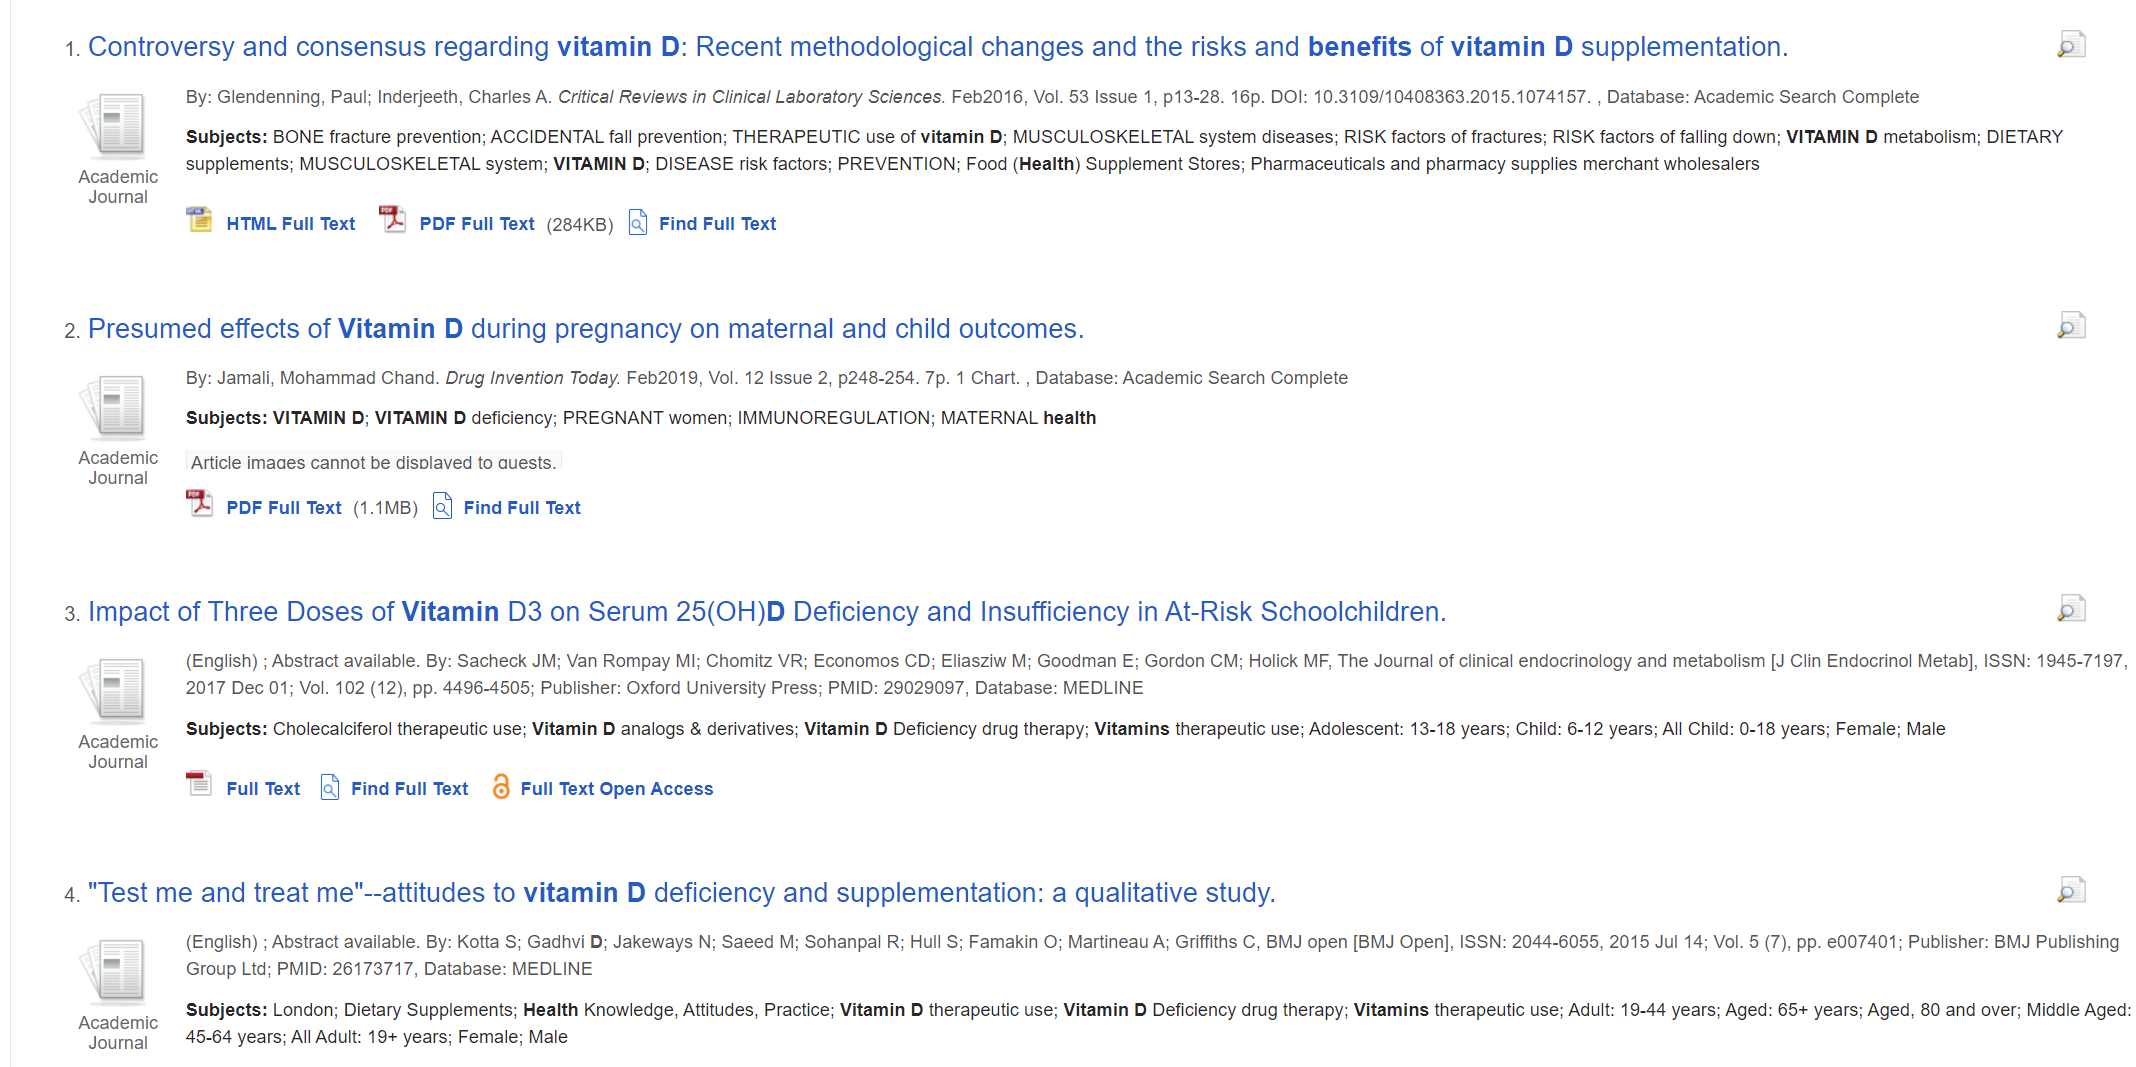 1. Controversy and consensus regarding vitamin D: Recent methodological changes and the risks and benefits of vitamin D supplementation.
By: Glendenning, Paul; Inderjeeth, Charles A. Critical Reviews in Clinical Laboratory Sciences. Feb2016, Vol. 53 Issue 1, p13-28. 16p. DOI: 10.3109/10408363.2015.1074157. , Database: Academic Search Complete
Subjects: BONE fracture prevention; ACCIDENTAL fall prevention; THERAPEUTIC use of vitamin D; MUSCULOSKELETAL system diseases; RISK factors of fractures; RISK factors of falling down; VITAMIN D metabolism; DIETARY
supplements; MUSCULOSKELETAL system; VITAMIN D; DISEASE risk factors; PREVENTION; Food (Health) Supplement Stores; Pharmaceuticals and pharmacy supplies merchant wholesalers
Academic
Journal
HTML Full Text PDF Full Text (284KB) Find Full Text
2. Presumed effects of Vitamin D during pregnancy on maternal and child outcomes.
By: Jamali, Mohammad Chand. Drug Invention Today. Feb2019, Vol. 12 Issue 2, p248-254. 7p. 1 Chart. , Database: Academic Search Complete
Subjects: VITAMIN D; VITAMIN D deficiency; PREGNANT women; IMMUNOREGULATION; MATERNAL health
Academic
Journal
Article images cannot be displayed to guests.
PDF Full Text (1.1MB) Find Full Text
3. Impact of Three Doses of Vitamin D3 on Serum 25(OH)D Deficiency and Insufficiency in At-Risk Schoolchildren.
(English) ; Abstract available. By: Sacheck JM; Van Rompay MI; Chomitz VR; Economos CD; Eliasziw M; Goodman E; Gordon CM; Holick MF, The Journal of clinical endocrinology and metabolism [J Clin Endocrinol Metab], ISSN: 1945-7197,
2017 Dec 01; Vol. 102 (12), pp. 4496-4505; Publisher: Oxford University Press; PMID: 29029097, Database: MEDLINE
Subjects: Cholecalciferol therapeutic use; Vitamin D analogs & derivatives; Vitamin D Deficiency drug therapy; Vitamins therapeutic use; Adolescent: 13-18 years; Child: 6-12 years; All Child: 0-18 years; Female; Male
Academic
Journal
Full Text Find Full Text Full Text Open Access
4. "Test me and treat me"--attitudes to vitamin D deficiency and supplementation: a qualitative study.
(English) ; Abstract available. By: Kotta S; Gadhvi D; Jakeways N; Saeed M; Sohanpal R; Hull S; Famakin O; Martineau A; Griffiths C, BMJ open [BMJ Open], ISSN: 2044-6055, 2015 Jul 14; Vol. 5 (7), pp. e007401; Publisher: BMJ Publishing
Group Ltd; PMID: 26173717, Database: MEDLINE
Subjects: London; Dietary Supplements; Health Knowledge, Attitudes, Practice; Vitamin D therapeutic use; Vitamin D Deficiency drug therapy; Vitamins therapeutic use; Adult: 19-44 years; Aged: 65+ years; Aged, 80 and over; Middle Aged:
45-64 years; All Adult: 19+ years; Female; Male
Academic
Journal